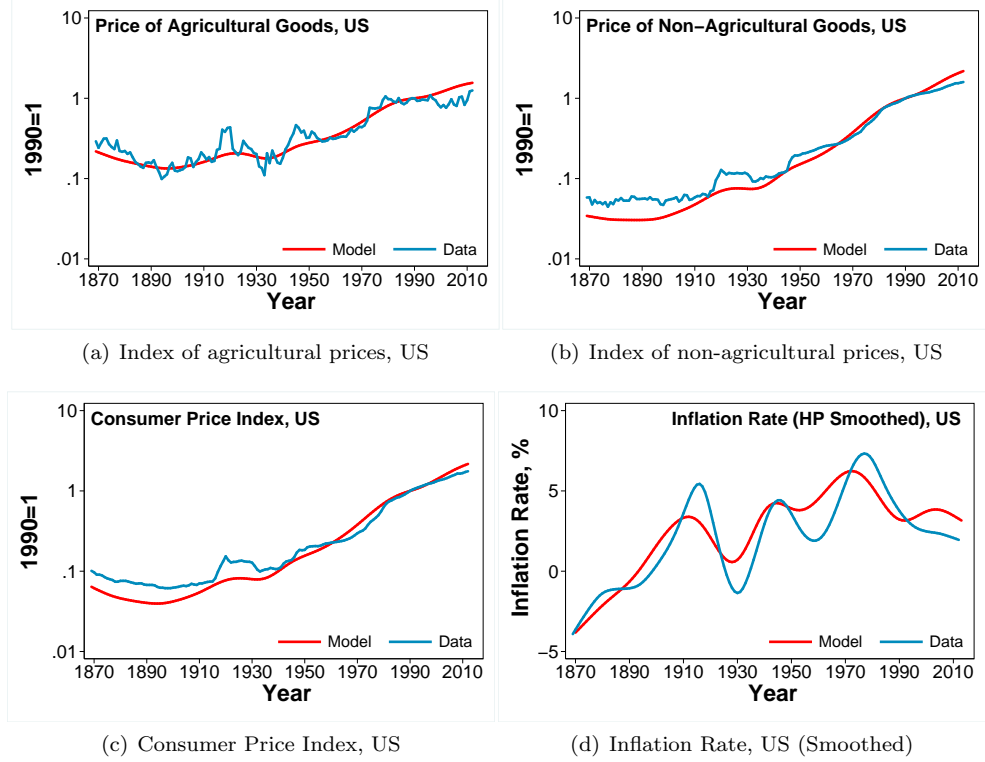 Price of Agricultural Goods, US
10
1
.1
.01
1990=1
1870 1890 1910 1930 1950 1970 1990 2010
Year
Model Data
(a) Index of agricultural prices, US
Price of Non−Agricultural Goods, US
10
1
.1
.01
1990=1
1870 1890 1910 1930 1950 1970 1990 2010
Year
Model Data
(b) Index of non-agricultural prices, US
Consumer Price Index, US
10
1
.1
.01
1990=1
1870 1890 1910 1930 1950 1970 1990 2010
Year
Model Data
(c) Consumer Price Index, US
Inflation Rate (HP Smoothed), US
10
5
0
−5
Inflation Rate, %
1870 1890 1910 1930 1950 1970 1990 2010
Year
Model Data
(d) Inflation Rate, US (Smoothed)